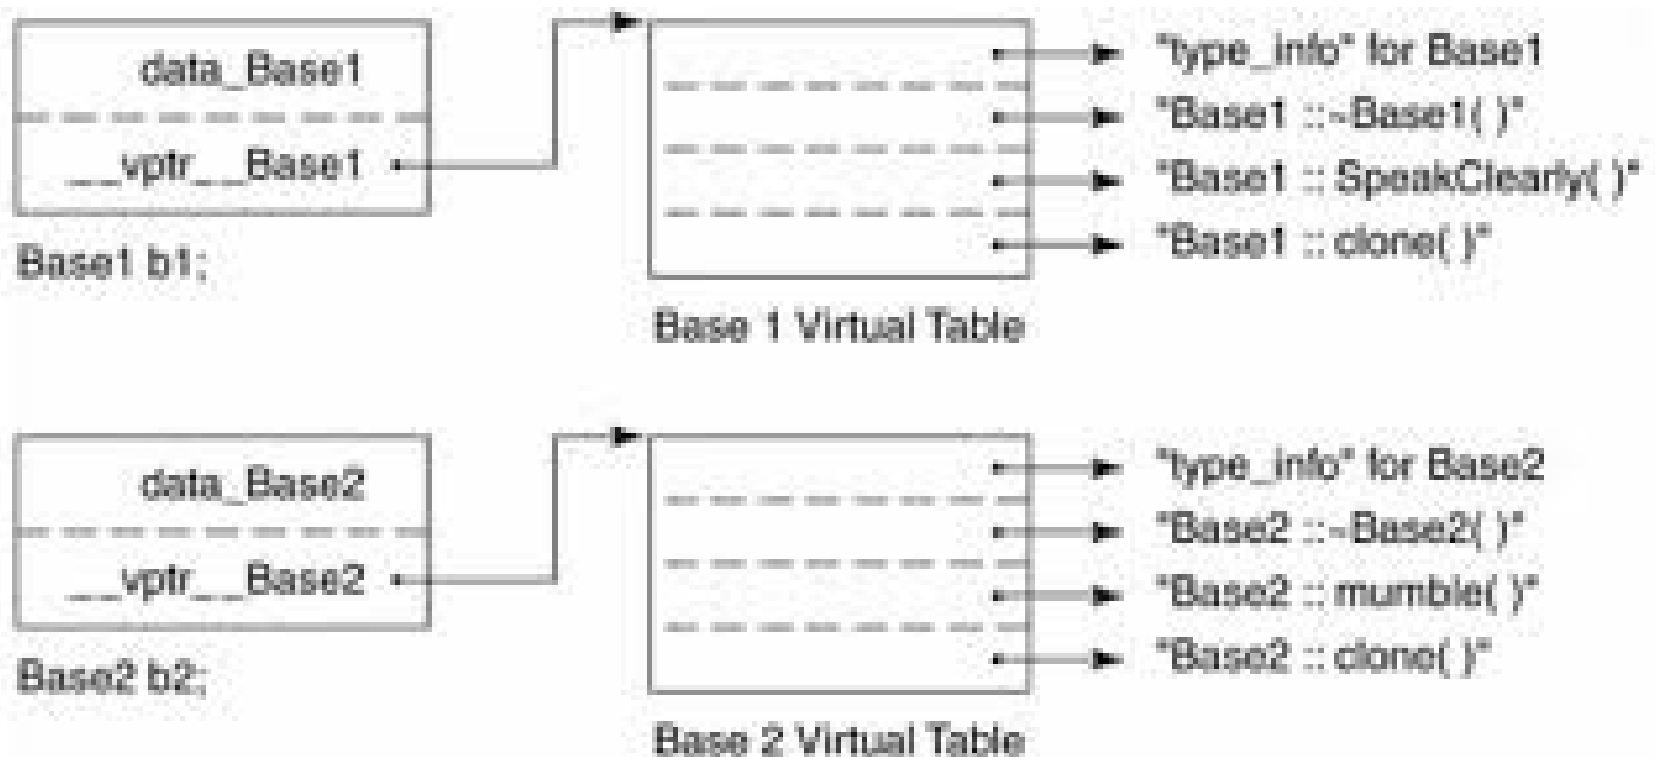 data_Base1
__vptr__Base1
Base1 b1;
"type_info" for Base1
"Base1 ::~Base1( )"
"Base1 :: SpeakClearly( )"
"Base1 :: clone( )"
Base 1 Virtual Table
data_Base2
__vptr__Base2
Base2 b2;
"type_info" for Base2
"Base2 ::~Base2( )"
"Base2 :: mumble( )"
"Base2 :: clone( )"
Base 2 Virtual Table